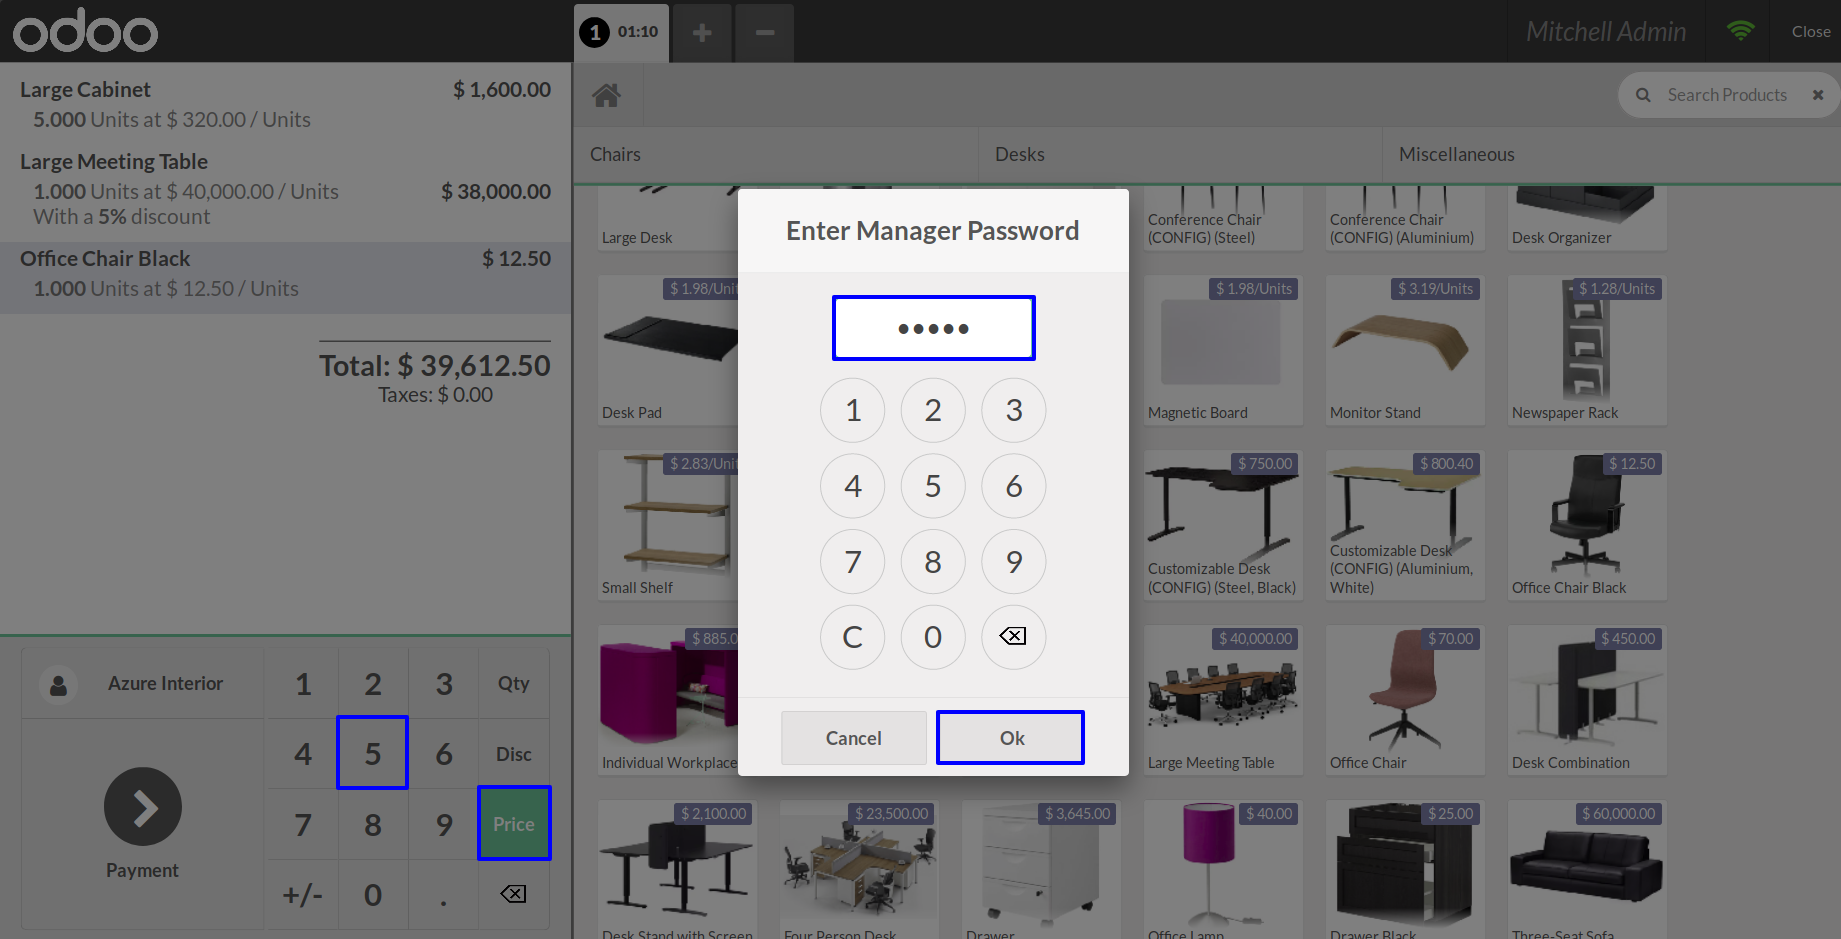 odoo
1 01:10 + −
Mitchell Admin
Close
Large Cabinet $ 1,600.00
5.000 Units at $ 320.00 / Units
Large Meeting Table
1.000 Units at $ 40,000.00 / Units $ 38,000.00
With a 5% discount
Office Chair Black $ 12.50
1.000 Units at $ 12.50 / Units
Total: $ 39,612.50
Taxes: $ 0.00
Azure Interior
Payment
1 2 3 Qty
4 5 6 Disc
7 8 9 Price
+/- 0 .
Search Products
Chairs Desks Miscellaneous
Large Desk
Conference Chair
(CONFIG) (Steel)
Conference Chair
(CONFIG) (Aluminium)
Desk Organizer
$ 1.98/Unit
Desk Pad
$ 1.98/Units
Magnetic Board
$ 3.19/Units
Monitor Stand
$ 1.28/Units
Newspaper Rack
$ 2.83/Unit
Small Shelf
$ 750.00
Customizable Desk
(CONFIG) (Steel, Black)
$ 800.40
Customizable Desk
(CONFIG) (Aluminium,
White)
$ 12.50
Office Chair Black
$ 885.0
Individual Workplace
$ 40,000.00
Large Meeting Table
$ 70.00
Office Chair
$ 450.00
Desk Combination
$ 2,100.00
Desk Stand with Screen
$ 23,500.00
Four Person Desk
$ 3,645.00
Drawer
$ 40.00
Office Lamp
$ 25.00
Drawer Black
$ 60,000.00
Three-Seat Sofa
Enter Manager Password
•••••
1 2 3
4 5 6
7 8 9
C 0
Cancel Ok